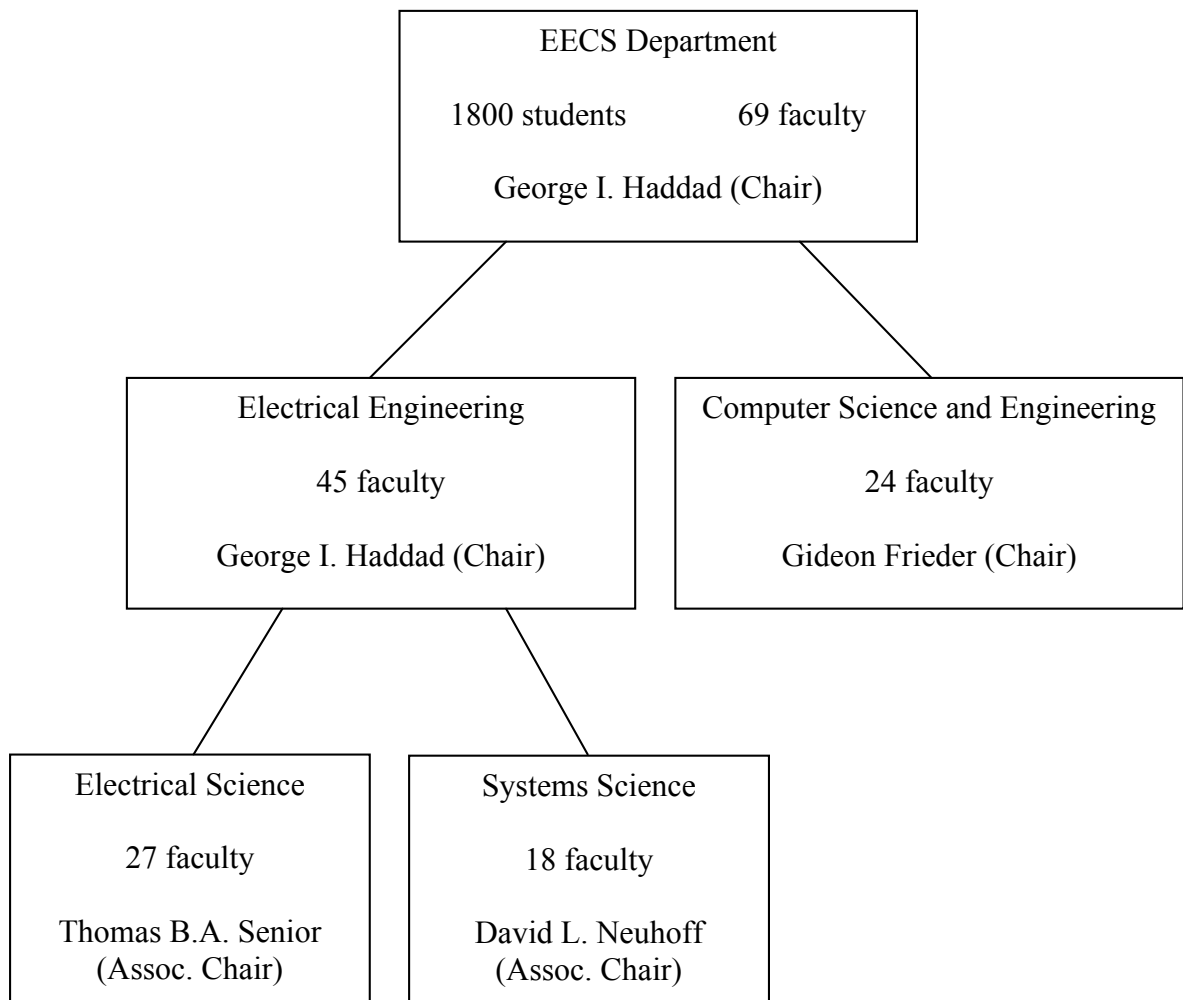 EECS Department
1800 students 69 faculty
George I. Haddad (Chair)
Electrical Engineering
45 faculty
George I. Haddad (Chair)
Computer Science and Engineering
24 faculty
Gideon Frieder (Chair)
Electrical Science
27 faculty
Thomas B.A. Senior
(Assoc. Chair)
Systems Science
18 faculty
David L. Neuhoff
(Assoc. Chair)